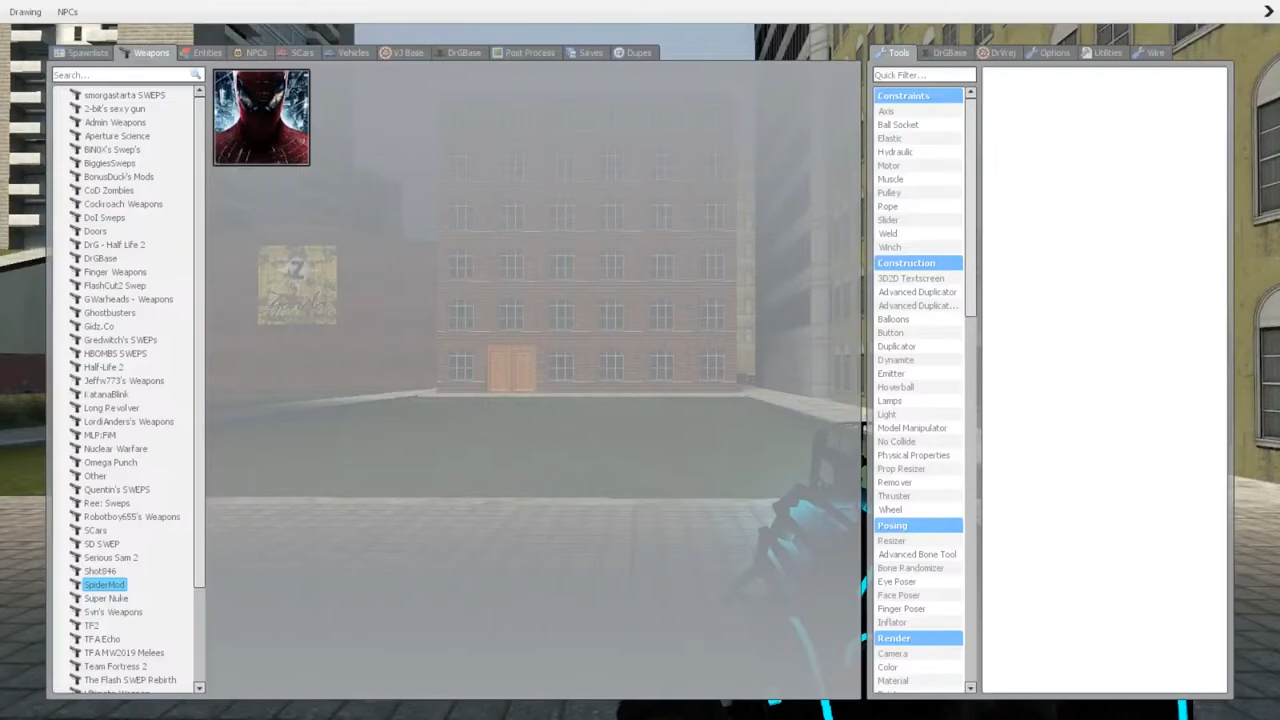 Drawing NPCs
Spawnlists Weapons Entities NPCs SCars Vehicles VJ Base DrGBase Post Process Saves Dupes
Search...
smorgastarta SWEPS
2-bit's sexy gun
Admin Weapons
Aperture Science
BiN0X's Swep's
BiggiesSweps
BonusDuck's Mods
CoD Zombies
Cockroach Weapons
DoI Sweps
Doors
DrG - Half Life 2
DrGBase
Finger Weapons
FlashCut2 Swep
GWarheads - Weapons
Ghostbusters
Gidz.Co
Gredwitch's SWEPs
HBOMBS SWEPS
Half-Life 2
Jeffw773's Weapons
KatanaBlink
Long Revolver
LordiAnders's Weapons
MLP:FiM
Nuclear Warfare
Omega Punch
Other
Quentin's SWEPS
Ree: Sweps
Robotboy655's Weapons
SCars
SD SWEP
Serious Sam 2
Shot846
SpiderMod
Super Nuke
Svn's Weapons
TF2
TFA Echo
TFA MW2019 Melees
Team Fortress 2
The Flash SWEP Rebirth
Tools DrGBase DrVrej Options Utilities Wire
Quick Filter...
Constraints
Axis
Ball Socket
Elastic
Hydraulic
Motor
Muscle
Pulley
Rope
Slider
Weld
Winch
Construction
3D2D Textscreen
Advanced Duplicator
Advanced Duplicat...
Balloons
Button
Duplicator
Dynamite
Emitter
Hoverball
Lamps
Light
Model Manipulator
No Collide
Physical Properties
Prop Resizer
Remover
Thruster
Wheel
Posing
Resizer
Advanced Bone Tool
Bone Randomizer
Eye Poser
Face Poser
Finger Poser
Inflator
Render
Camera
Color
Material